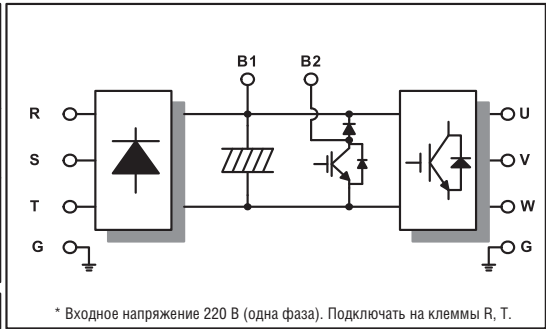 B1 B2
R U
S V
T W
G G
* Входное напряжение 220 В (одна фаза). Подключать на клеммы R, T.